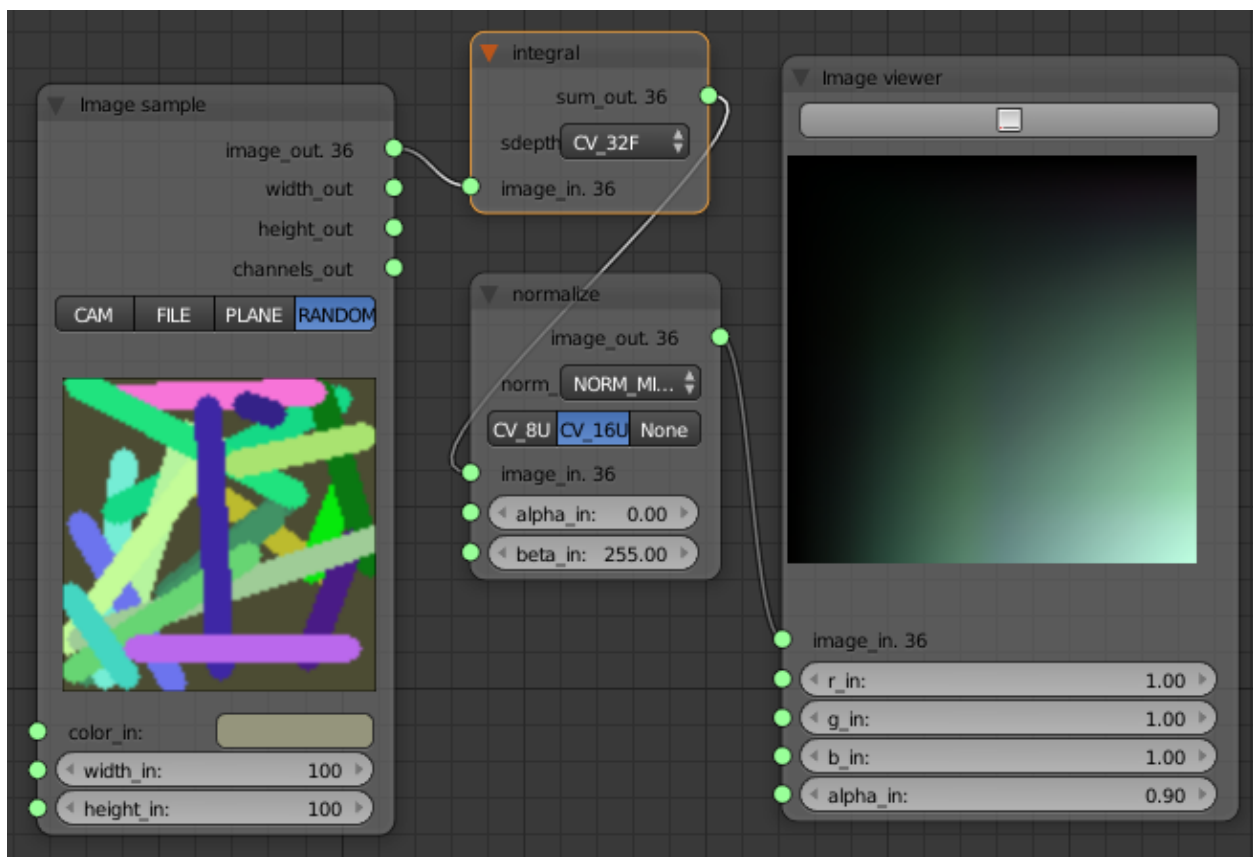 Image sample
image_out. 36
width_out
height_out
channels_out
CAM FILE PLANE RANDOM
color_in:
width_in: 100
height_in: 100
integral
sum_out. 36
sdepth CV_32F
image_in. 36
normalize
image_out. 36
norm_ NORM_MI...
CV_8U CV_16U None
image_in. 36
alpha_in: 0.00
beta_in: 255.00
Image viewer
image_in. 36
r_in: 1.00
g_in: 1.00
b_in: 1.00
alpha_in: 0.90